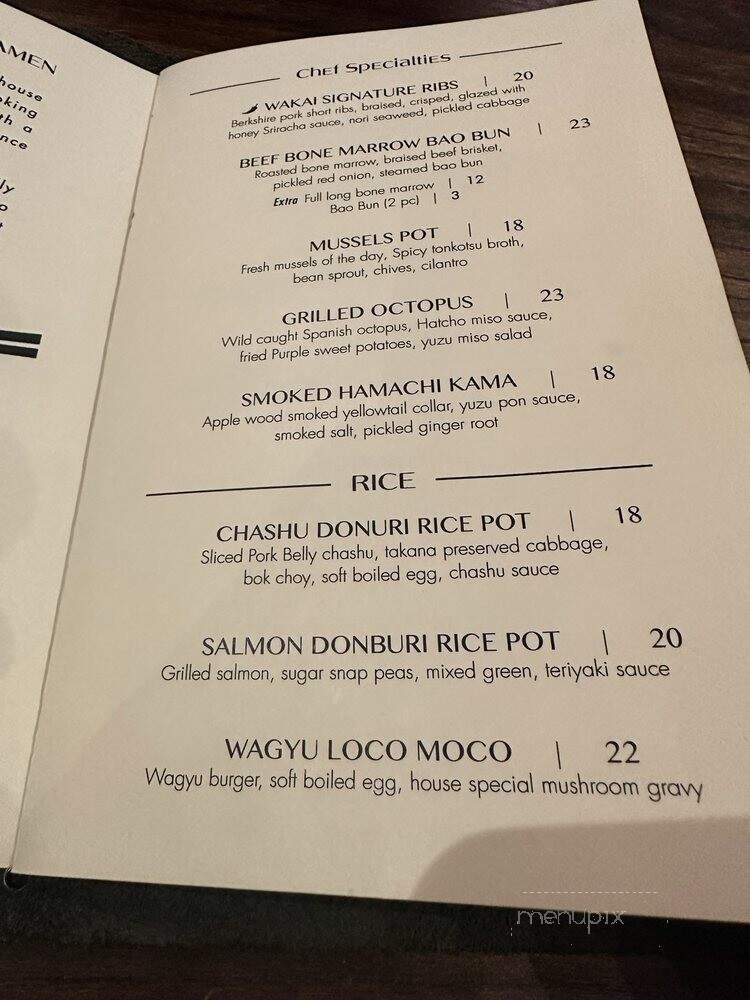 AMEN
house
king
th a
nce
ly
Chef Specialties
WAKAI SIGNATURE RIBS | 20
Berkshire pork short ribs, braised, crisped, glazed with
honey Sriracha sauce, nori seaweed, pickled cabbage
BEEF BONE MARROW BAO BUN | 23
Roasted bone marrow, braised beef brisket,
pickled red onion, steamed bao bun
Extra Full long bone marrow | 12
Bao Bun (2 pc) | 3
MUSSELS POT | 18
Fresh mussels of the day, Spicy tonkotsu broth,
bean sprout, chives, cilantro
GRILLED OCTOPUS | 23
Wild caught Spanish octopus, Hatcho miso sauce,
fried Purple sweet potatoes, yuzu miso salad
SMOKED HAMACHI KAMA | 18
Apple wood smoked yellowtail collar, yuzu pon sauce,
smoked salt, pickled ginger root
RICE
CHASHU DONURI RICE POT | 18
Sliced Pork Belly chashu, takana preserved cabbage,
bok choy, soft boiled egg, chashu sauce
SALMON DONBURI RICE POT | 20
Grilled salmon, sugar snap peas, mixed green, teriyaki sauce
WAGYU LOCO MOCO | 22
Wagyu burger, soft boiled egg, house special mushroom gravy
menupix